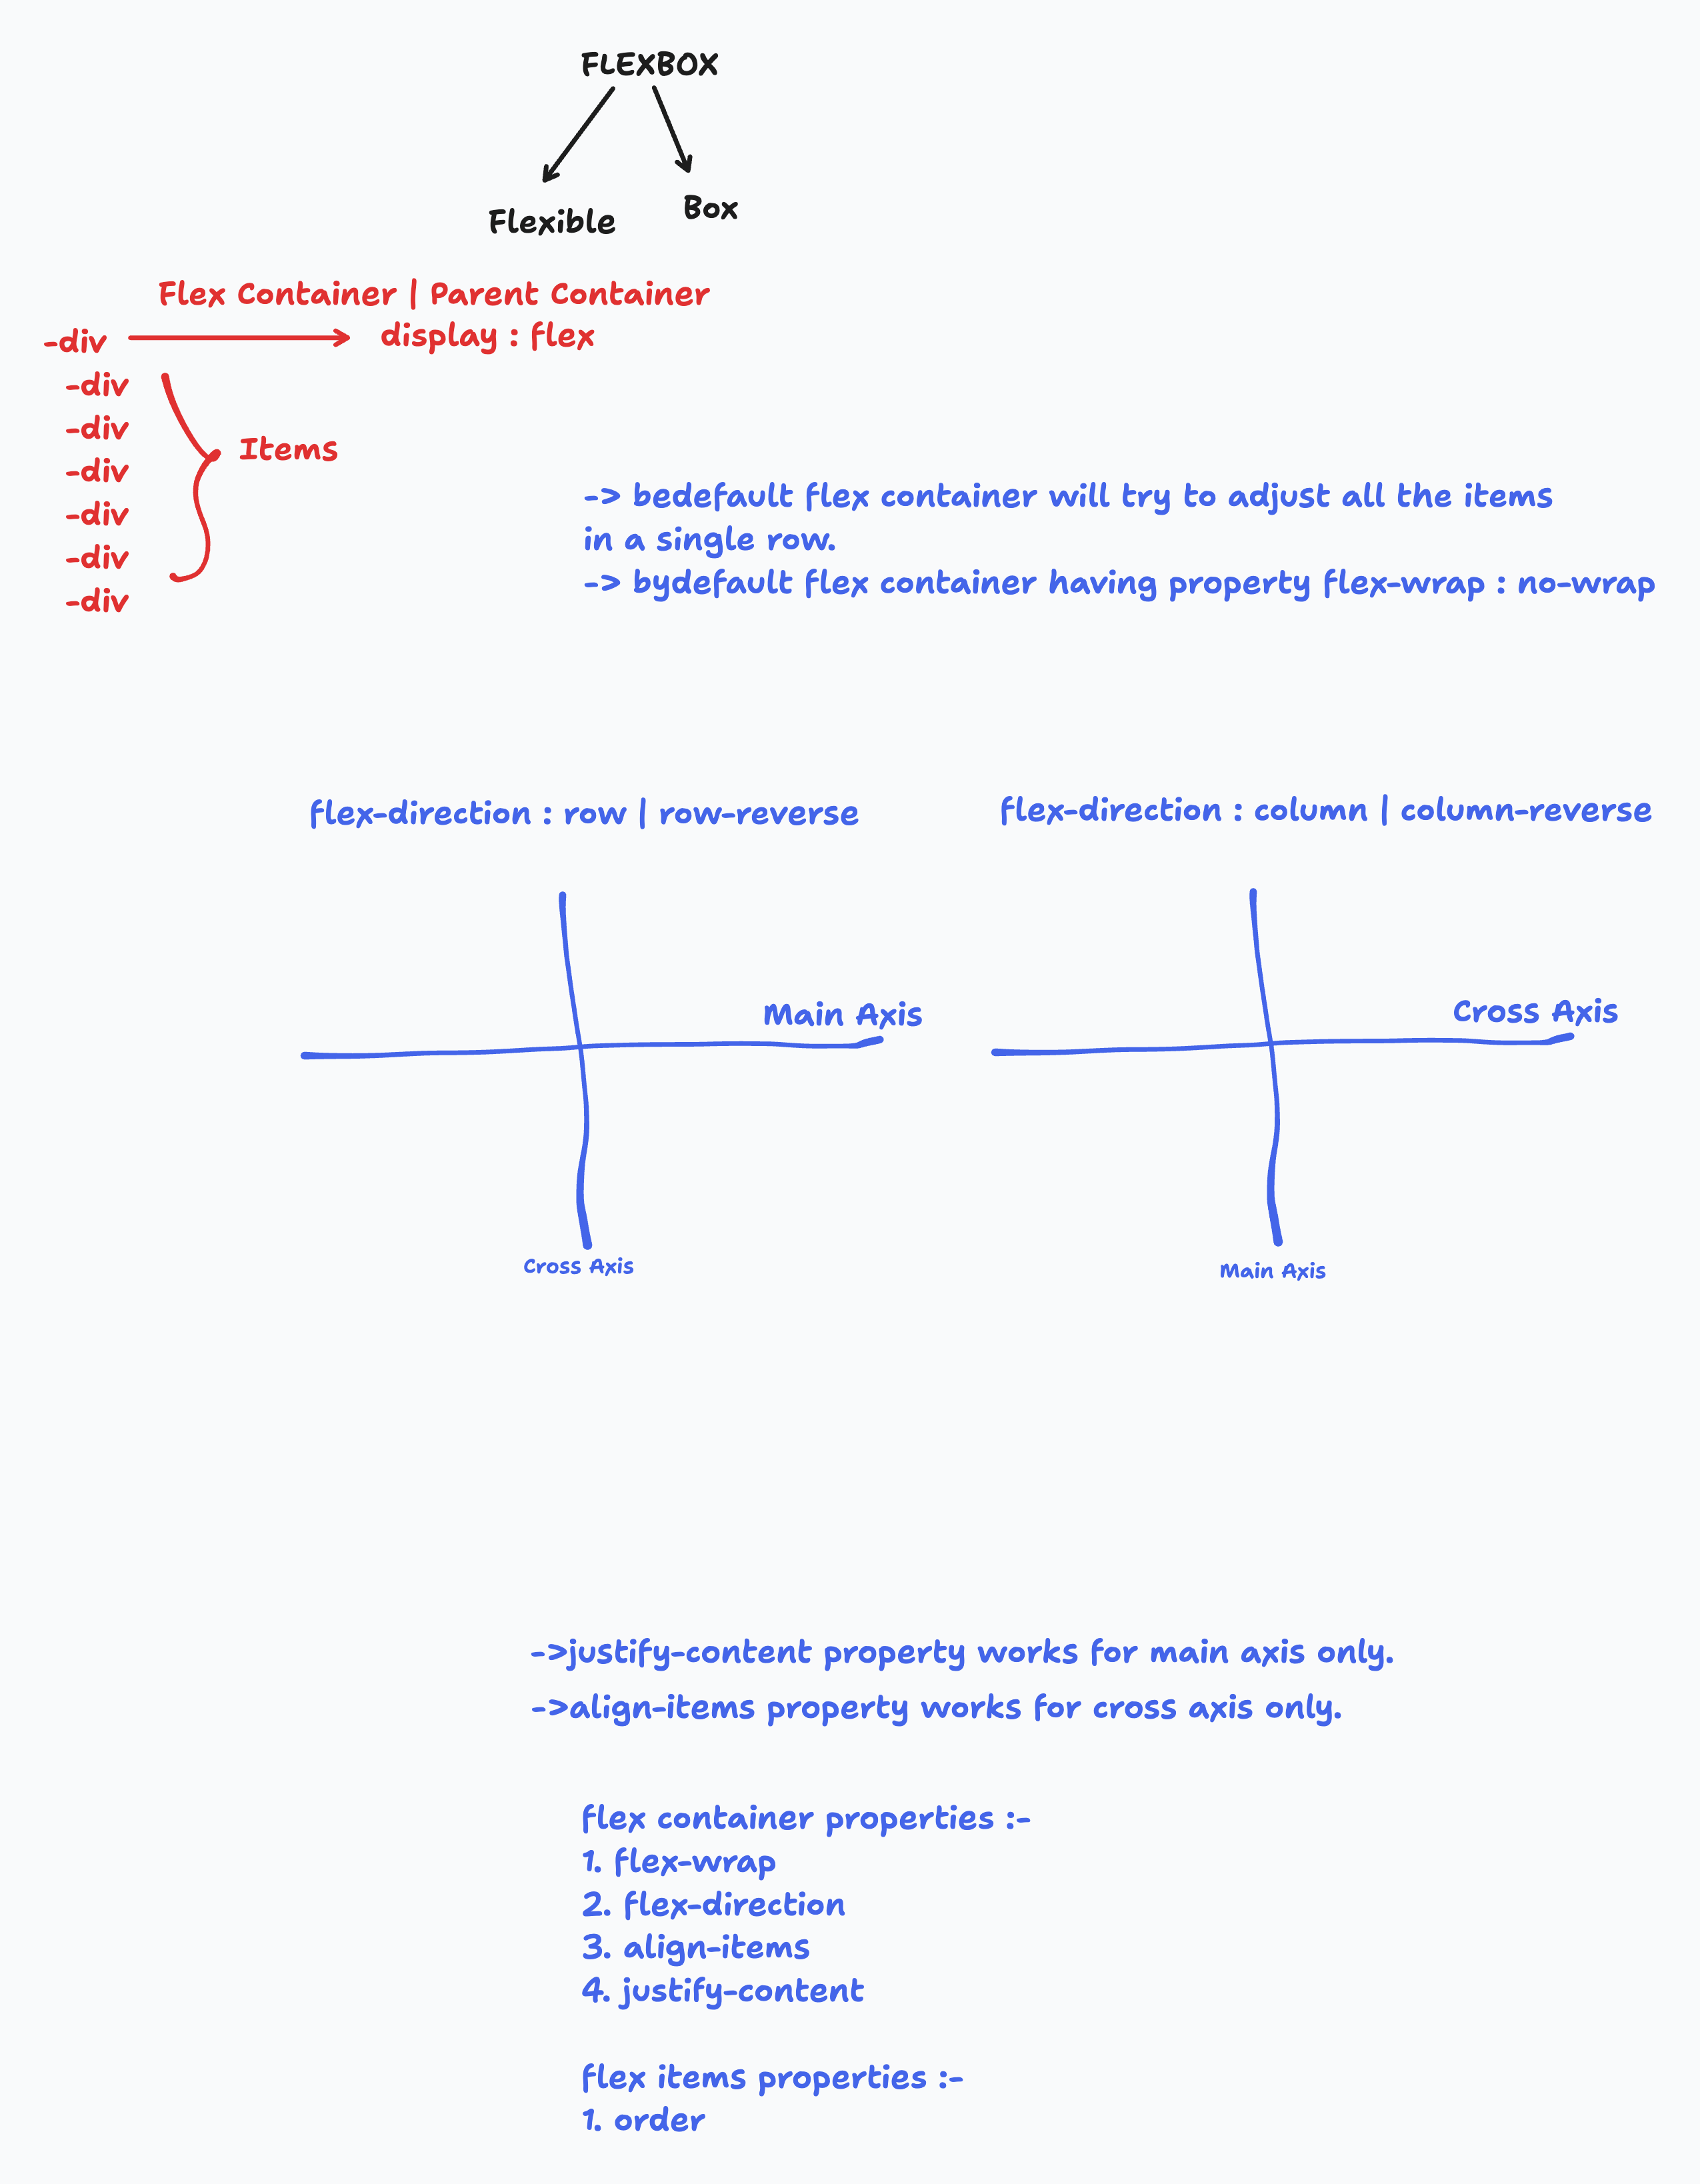 FLEXBOX
Flexible
Box
Flex Container | Parent Container
-div
display : flex
-div
-div
-div
-div
-div
-div
Items
-> bedefault flex container will try to adjust all the items
in a single row.
-> bydefault flex container having property flex-wrap : no-wrap
flex-direction : row | row-reverse
flex-direction : column | column-reverse
Main Axis
Cross Axis
Cross Axis
Main Axis
->justify-content property works for main axis only.
->align-items property works for cross axis only.
flex container properties :-
1. flex-wrap
2. flex-direction
3. align-items
4. justify-content
flex items properties :-
1. order